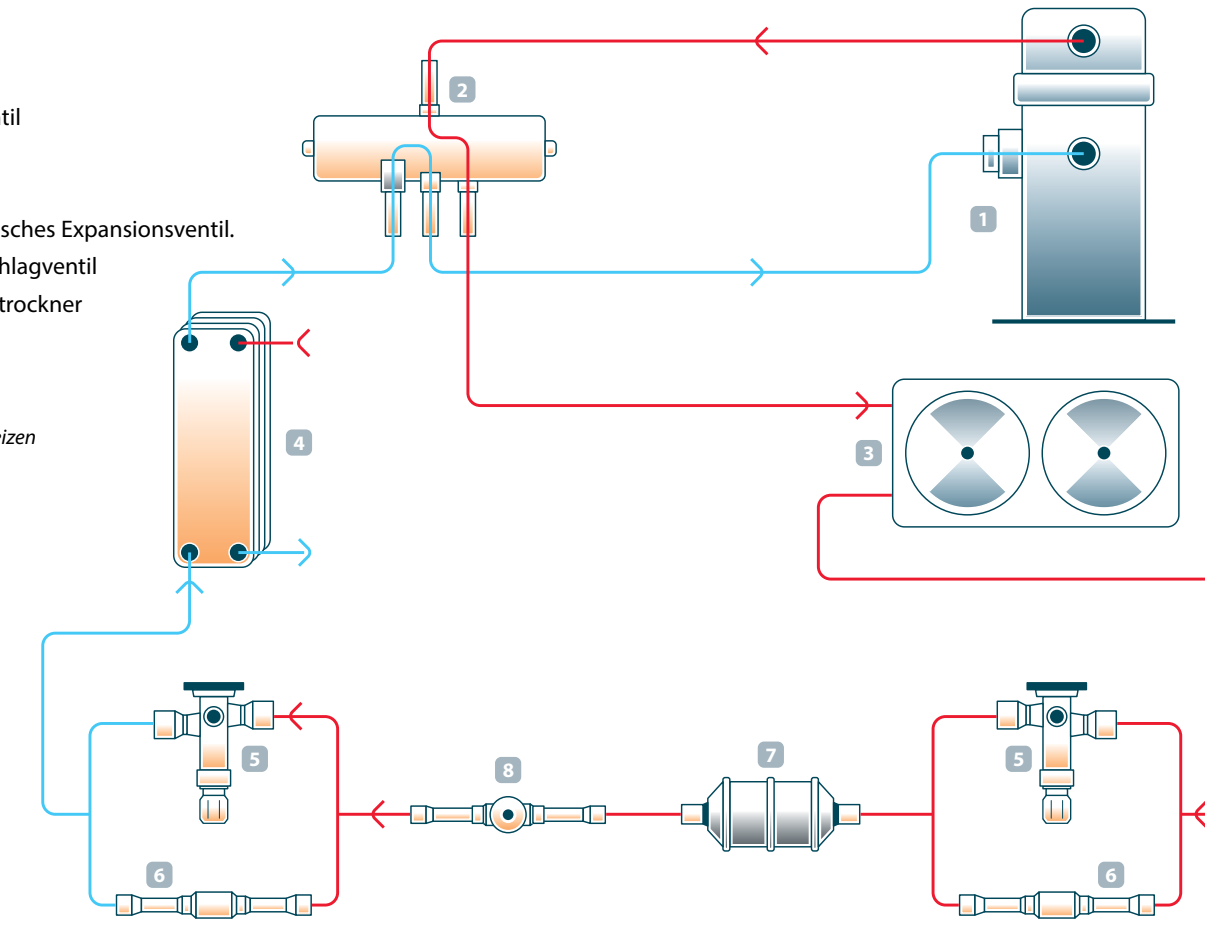 til
sches Expansionsventil.
hlagventil
trockner
eizen
2
1
3
4
5
5
7
8
6
6